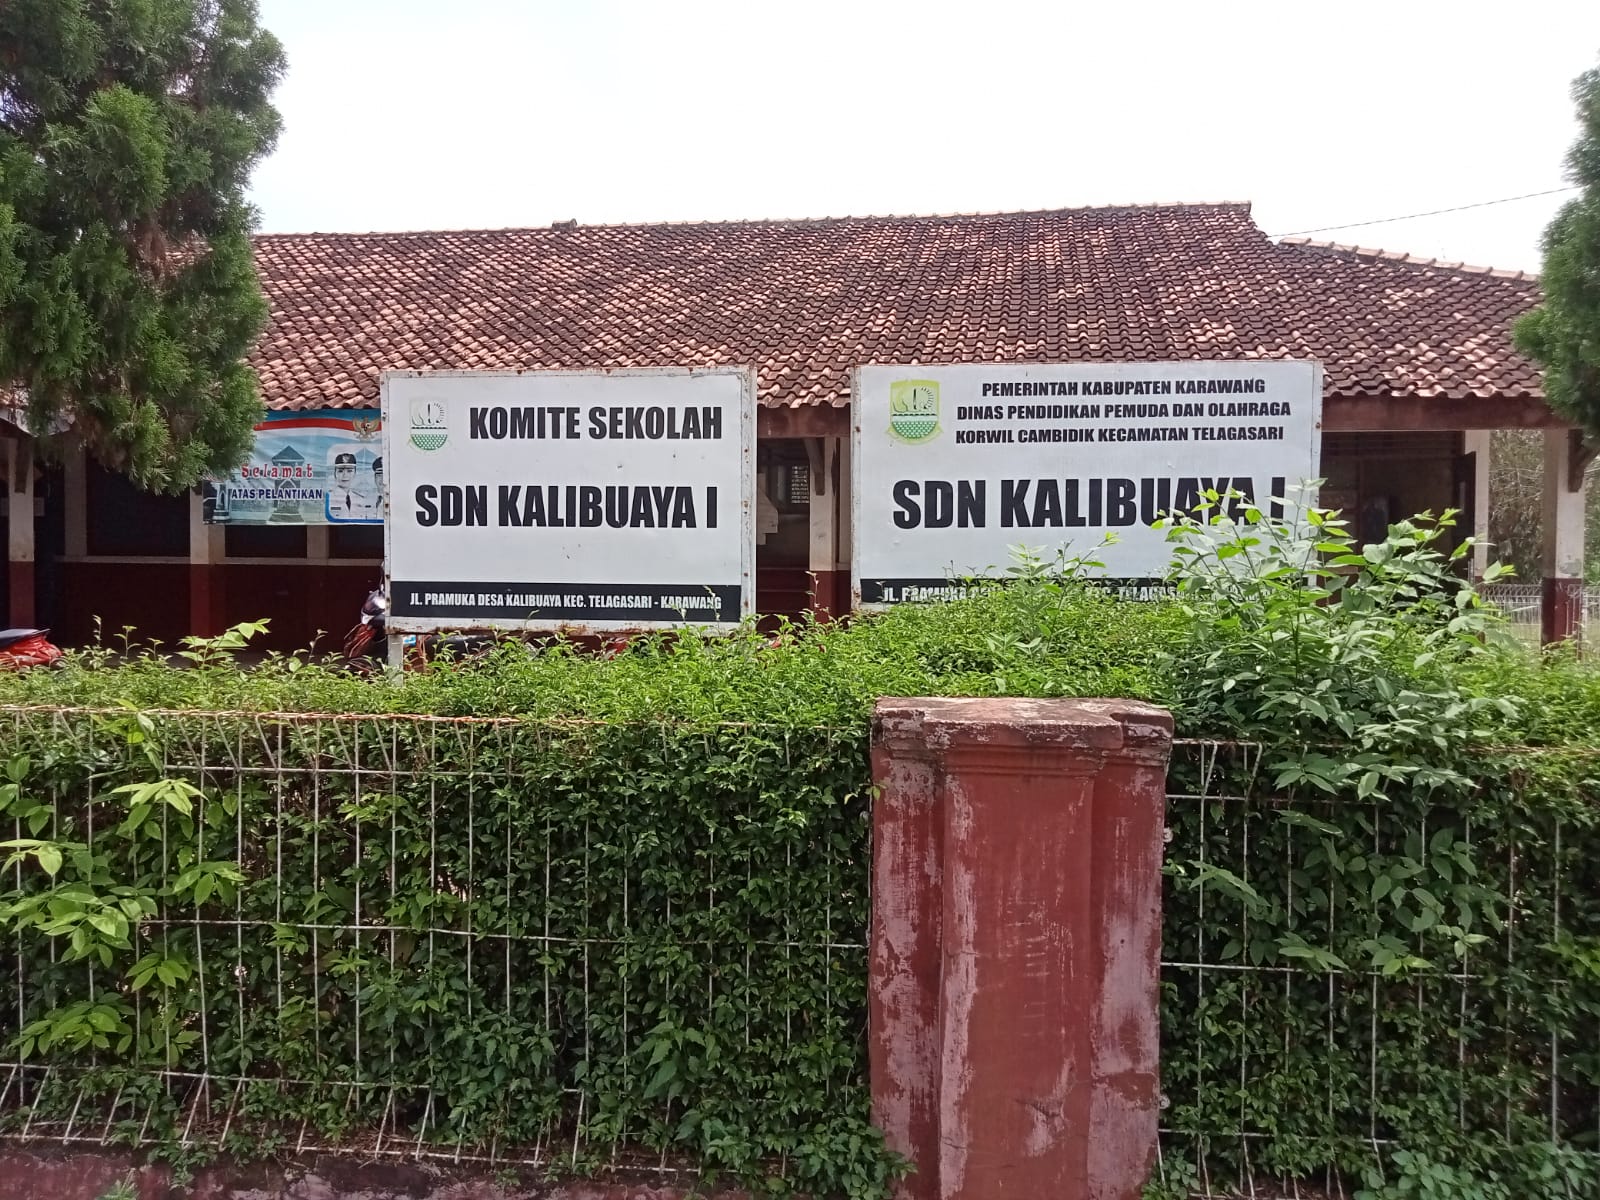 Selamat
ATAS PELANTIKAN
KOMITE SEKOLAH
SDN KALIBUAYA I
JL. PRAMUKA DESA KALIBUAYA KEC. TELAGASARI - KARAWANG
PEMERINTAH KABUPATEN KARAWANG
DINAS PENDIDIKAN PEMUDA DAN OLAHRAGA
KORWIL CAMBIDIK KECAMATAN TELAGASARI
SDN KALIBUAYA I
JL. PRAMUKA DESA